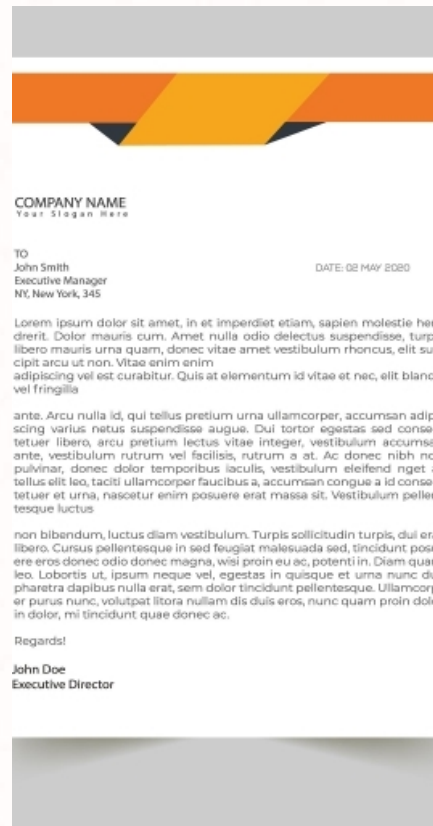 COMPANY NAME
Your Slogan Here
TO
John Smith
DATE: 02 MAY 2020
Executive Manager
NY, New York, 345
Lorem ipsum dolor sit amet, in et imperdiet etiam, sapien molestie her
drerit. Dolor mauris cum. Amet nulla odio delectus suspendisse, turp
libero mauris urna quam, donec vitae amet vestibulum rhoncus, elit su
cipit arcu ut non. Vitae enim enim
adipiscing vel est curabitur. Quis at elementum id vitae et nec, elit bland
vel fringilla
ante. Arcu nulla id, qui tellus pretium urna ullamcorper, accumsan adip
scing varius netus suspendisse augue. Dui tortor egestas sed conse
tetuer libero, arcu pretium lectus vitae integer, vestibulum accumsa
ante, vestibulum rutrum vel facilisis, rutrum a at. Ac donec nibh no
pulvinar, donec dolor temporibus iaculis, vestibulum eleifend nget a
tellus elit leo, taciti ullamcorper faucibus a, accumsan congue a id conse
tetuer et urna, nascetur enim posuere erat massa sit. Vestibulum peller
tesque luctus
non bibendum, luctus diam vestibulum. Turpis sollicitudin turpis, dui era
libero. Cursus pellentesque in sed feugiat malesuada sed, tincidunt posu
ere eros donec odio donec magna, wisi proin eu ac, potenti in. Diam quar
leo. Lobortis ut, ipsum neque vel, egestas in quisque et urna nunc du
pharetra dapibus nulla erat, sem dolor tincidunt pellentesque. Ullamcorp
er purus nunc, volutpat litora nullam dis duis eros, nunc quam proin dolo
in dolor, mi tincidunt quae donec ac.
Regards!
John Doe
Executive Director